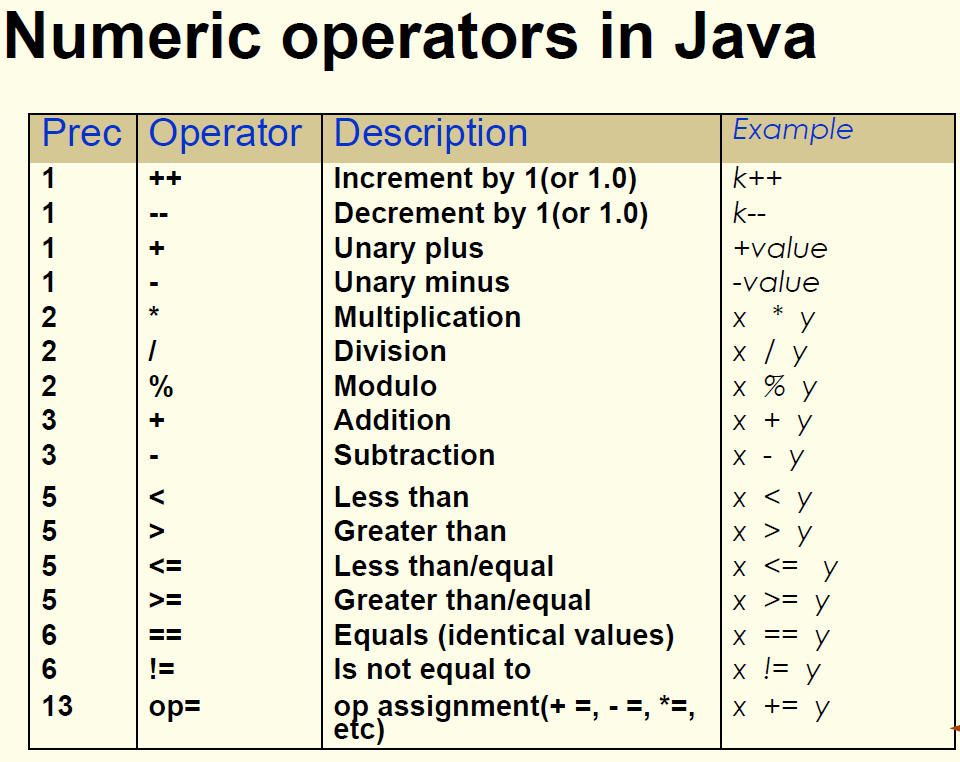 Numeric operators in Java
Prec Operator Description Example
1 ++ Increment by 1(or 1.0) k++
1 -- Decrement by 1(or 1.0) k--
1 + Unary plus +value
1 - Unary minus -value
2 * Multiplication x * y
2 / Division x / y
2 % Modulo x % y
3 + Addition x + y
3 - Subtraction x - y
5 < Less than x < y
5 > Greater than x > y
5 <= Less than/equal x <= y
5 >= Greater than/equal x >= y
6 == Equals (identical values) x == y
6 != Is not equal to x != y
13 op= op assignment(+ =, - =, *=, x += y
etc)